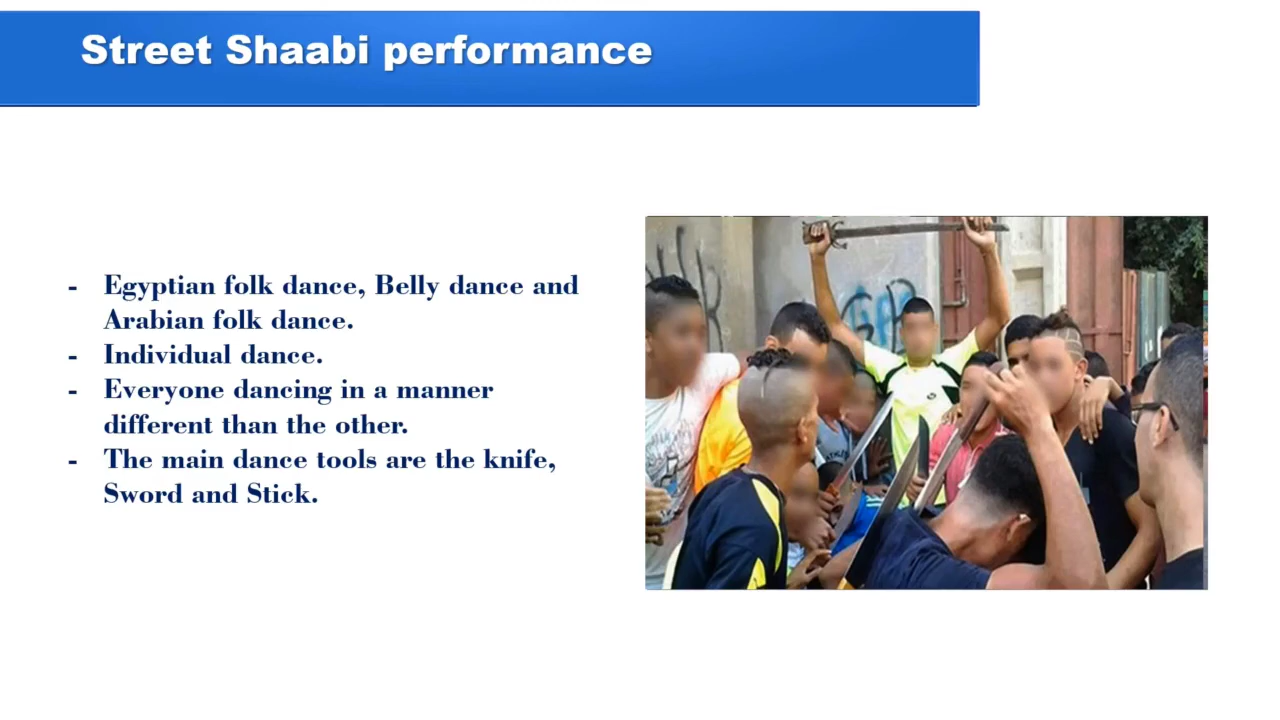 Street Shaabi performance
- Egyptian folk dance, Belly dance and
Arabian folk dance.
- Individual dance.
- Everyone dancing in a manner
different than the other.
- The main dance tools are the knife,
Sword and Stick.